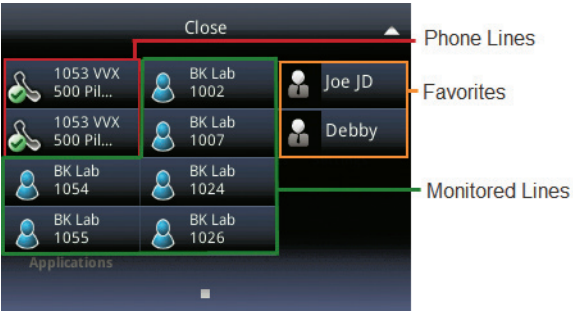 Close
Phone Lines
1053 VVX
500 Pil...
BK Lab
1002
Joe JD
Favorites
1053 VVX
500 Pil...
BK Lab
1007
Debby
BK Lab
1054
BK Lab
1024
Monitored Lines
BK Lab
1055
BK Lab
1026
Applications